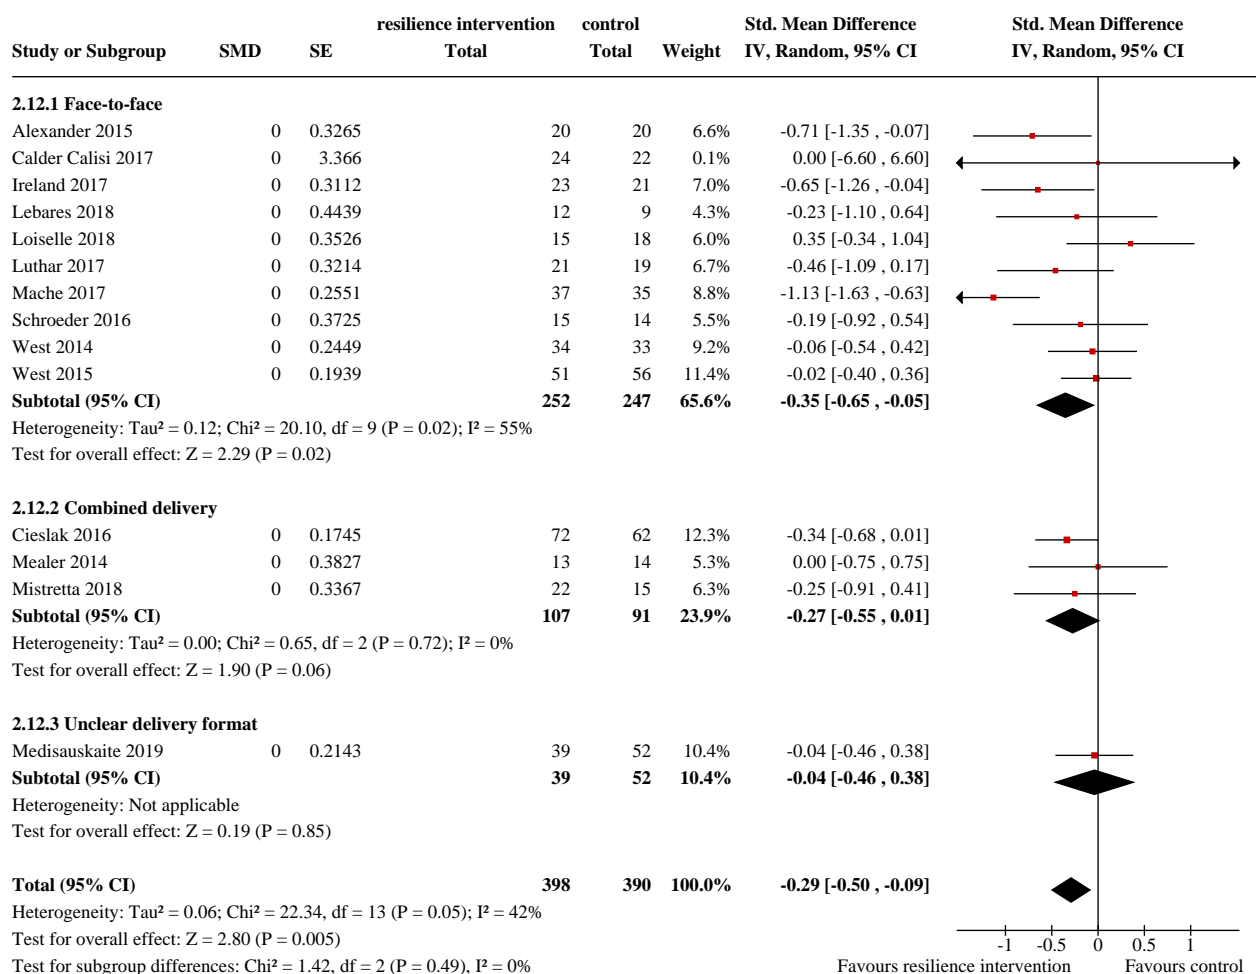 resilience intervention control Std. Mean Difference Std. Mean Difference
Study or Subgroup SMD SE Total Total Weight IV, Random, 95% CI IV, Random, 95% CI
2.12.1 Face-to-face
Alexander 2015 0 0.3265 20 20 6.6% -0.71 [-1.35 , -0.07]
Calder Calisi 2017 0 3.366 24 22 0.1% 0.00 [-6.60 , 6.60]
Ireland 2017 0 0.3112 23 21 7.0% -0.65 [-1.26 , -0.04]
Lebares 2018 0 0.4439 12 9 4.3% -0.23 [-1.10 , 0.64]
Loiselle 2018 0 0.3526 15 18 6.0% 0.35 [-0.34 , 1.04]
Luthar 2017 0 0.3214 21 19 6.7% -0.46 [-1.09 , 0.17]
Mache 2017 0 0.2551 37 35 8.8% -1.13 [-1.63 , -0.63]
Schroeder 2016 0 0.3725 15 14 5.5% -0.19 [-0.92 , 0.54]
West 2014 0 0.2449 34 33 9.2% -0.06 [-0.54 , 0.42]
West 2015 0 0.1939 51 56 11.4% -0.02 [-0.40 , 0.36]
Subtotal (95% CI) 252 247 65.6% -0.35 [-0.65 , -0.05]
Heterogeneity: Tau² = 0.12; Chi² = 20.10, df = 9 (P = 0.02); I² = 55%
Test for overall effect: Z = 2.29 (P = 0.02)
2.12.2 Combined delivery
Cieslak 2016 0 0.1745 72 62 12.3% -0.34 [-0.68 , 0.01]
Mealer 2014 0 0.3827 13 14 5.3% 0.00 [-0.75 , 0.75]
Mistretta 2018 0 0.3367 22 15 6.3% -0.25 [-0.91 , 0.41]
Subtotal (95% CI) 107 91 23.9% -0.27 [-0.55 , 0.01]
Heterogeneity: Tau² = 0.00; Chi² = 0.65, df = 2 (P = 0.72); I² = 0%
Test for overall effect: Z = 1.90 (P = 0.06)
2.12.3 Unclear delivery format
Medisauskaite 2019 0 0.2143 39 52 10.4% -0.04 [-0.46 , 0.38]
Subtotal (95% CI) 39 52 10.4% -0.04 [-0.46 , 0.38]
Heterogeneity: Not applicable
Test for overall effect: Z = 0.19 (P = 0.85)
Total (95% CI) 398 390 100.0% -0.29 [-0.50 , -0.09]
Heterogeneity: Tau² = 0.06; Chi² = 22.34, df = 13 (P = 0.05); I² = 42%
Test for overall effect: Z = 2.80 (P = 0.005)
-1 -0.5 0 0.5 1
Test for subgroup differences: Chi² = 1.42, df = 2 (P = 0.49), I² = 0% Favours resilience intervention Favours control